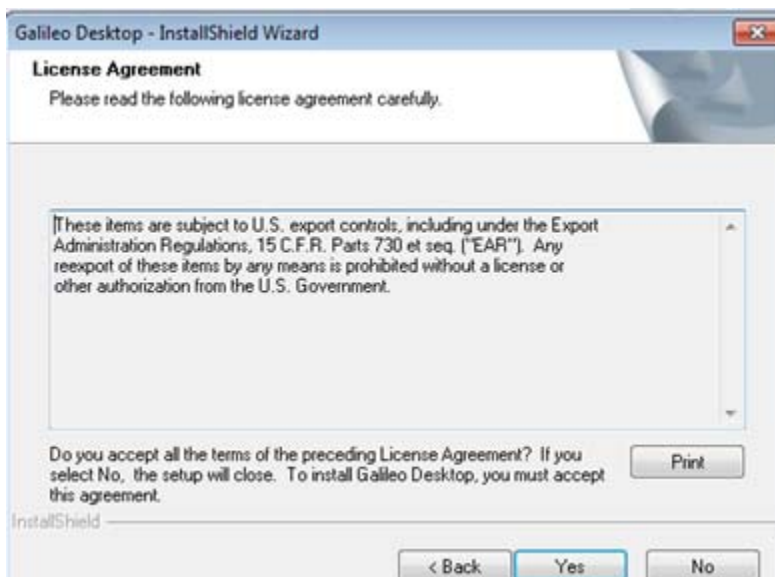 Galileo Desktop - InstallShield Wizard
License Agreement
Please read the following license agreement carefully.
These items are subject to U.S. export controls, including under the Export
Administration Regulations, 15 C.F.R. Parts 730 et seq. ("EAR"). Any
reexport of these items by any means is prohibited without a license or
other authorization from the U.S. Government.
Do you accept all the terms of the preceding License Agreement? If you
select No, the setup will close. To install Galileo Desktop, you must accept
this agreement.
Print
InstallShield
< Back Yes No